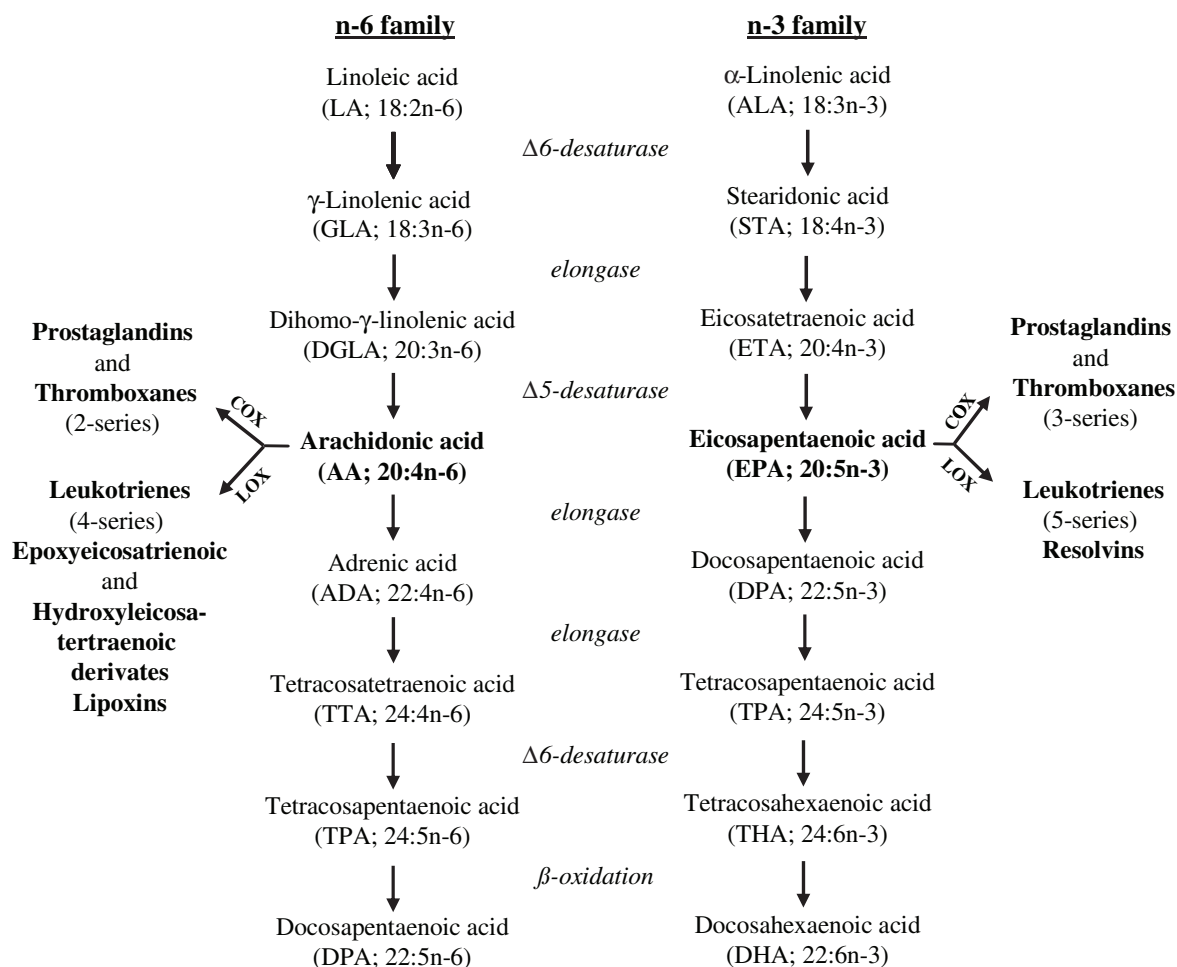 n-6 family
n-3 family
Linoleic acid
(LA; 18:2n-6)
α-Linolenic acid
(ALA; 18:3n-3)
Δ6-desaturase
γ-Linolenic acid
(GLA; 18:3n-6)
Stearidonic acid
(STA; 18:4n-3)
elongase
Dihomo-γ-linolenic acid
(DGLA; 20:3n-6)
Eicosatetraenoic acid
(ETA; 20:4n-3)
Δ5-desaturase
Prostaglandins
and
Thromboxanes
(2-series)
COX
LOX
Arachidonic acid
(AA; 20:4n-6)
Eicosapentaenoic acid
(EPA; 20:5n-3)
COX
LOX
Prostaglandins
and
Thromboxanes
(3-series)
Leukotrienes
(4-series)
Epoxyeicosatrienoic
and
Hydroxyleicosa-
tertraenoic
derivates
Lipoxins
Leukotrienes
(5-series)
Resolvins
elongase
Adrenic acid
(ADA; 22:4n-6)
Docosapentaenoic acid
(DPA; 22:5n-3)
elongase
Tetracosatetraenoic acid
(TTA; 24:4n-6)
Tetracosapentaenoic acid
(TPA; 24:5n-3)
Δ6-desaturase
Tetracosapentaenoic acid
(TPA; 24:5n-6)
Tetracosahexaenoic acid
(THA; 24:6n-3)
ß-oxidation
Docosapentaenoic acid
(DPA; 22:5n-6)
Docosahexaenoic acid
(DHA; 22:6n-3)